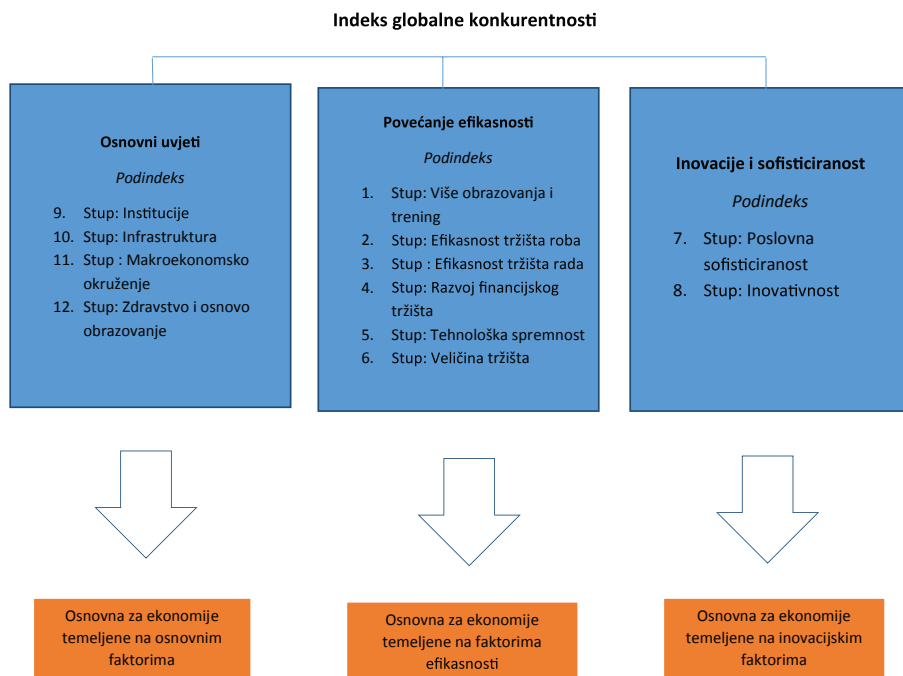 Indeks globalne konkurentnosti
Osnovni uvjeti
Podindeks
9. Stup: Institucije
10. Stup: Infrastruktura
11. Stup : Makroekonomsko
okruženje
12. Stup: Zdravstvo i osnovo
obrazovanje
Povećanje efikasnosti
Podindeks
1. Stup: Više obrazovanja i
trening
2. Stup: Efikasnost tržišta roba
3. Stup : Efikasnost tržišta rada
4. Stup: Razvoj financijskog
tržišta
5. Stup: Tehnološka spremnost
6. Stup: Veličina tržišta
Inovacije i sofisticiranost
Podindeks
7. Stup: Poslovna
sofisticiranost
8. Stup: Inovativnost
Osnovna za ekonomije
temeljene na osnovnim
faktorima
Osnovna za ekonomije
temeljene na faktorima
efikasnosti
Osnovna za ekonomije
temeljene na inovacijskim
faktorima